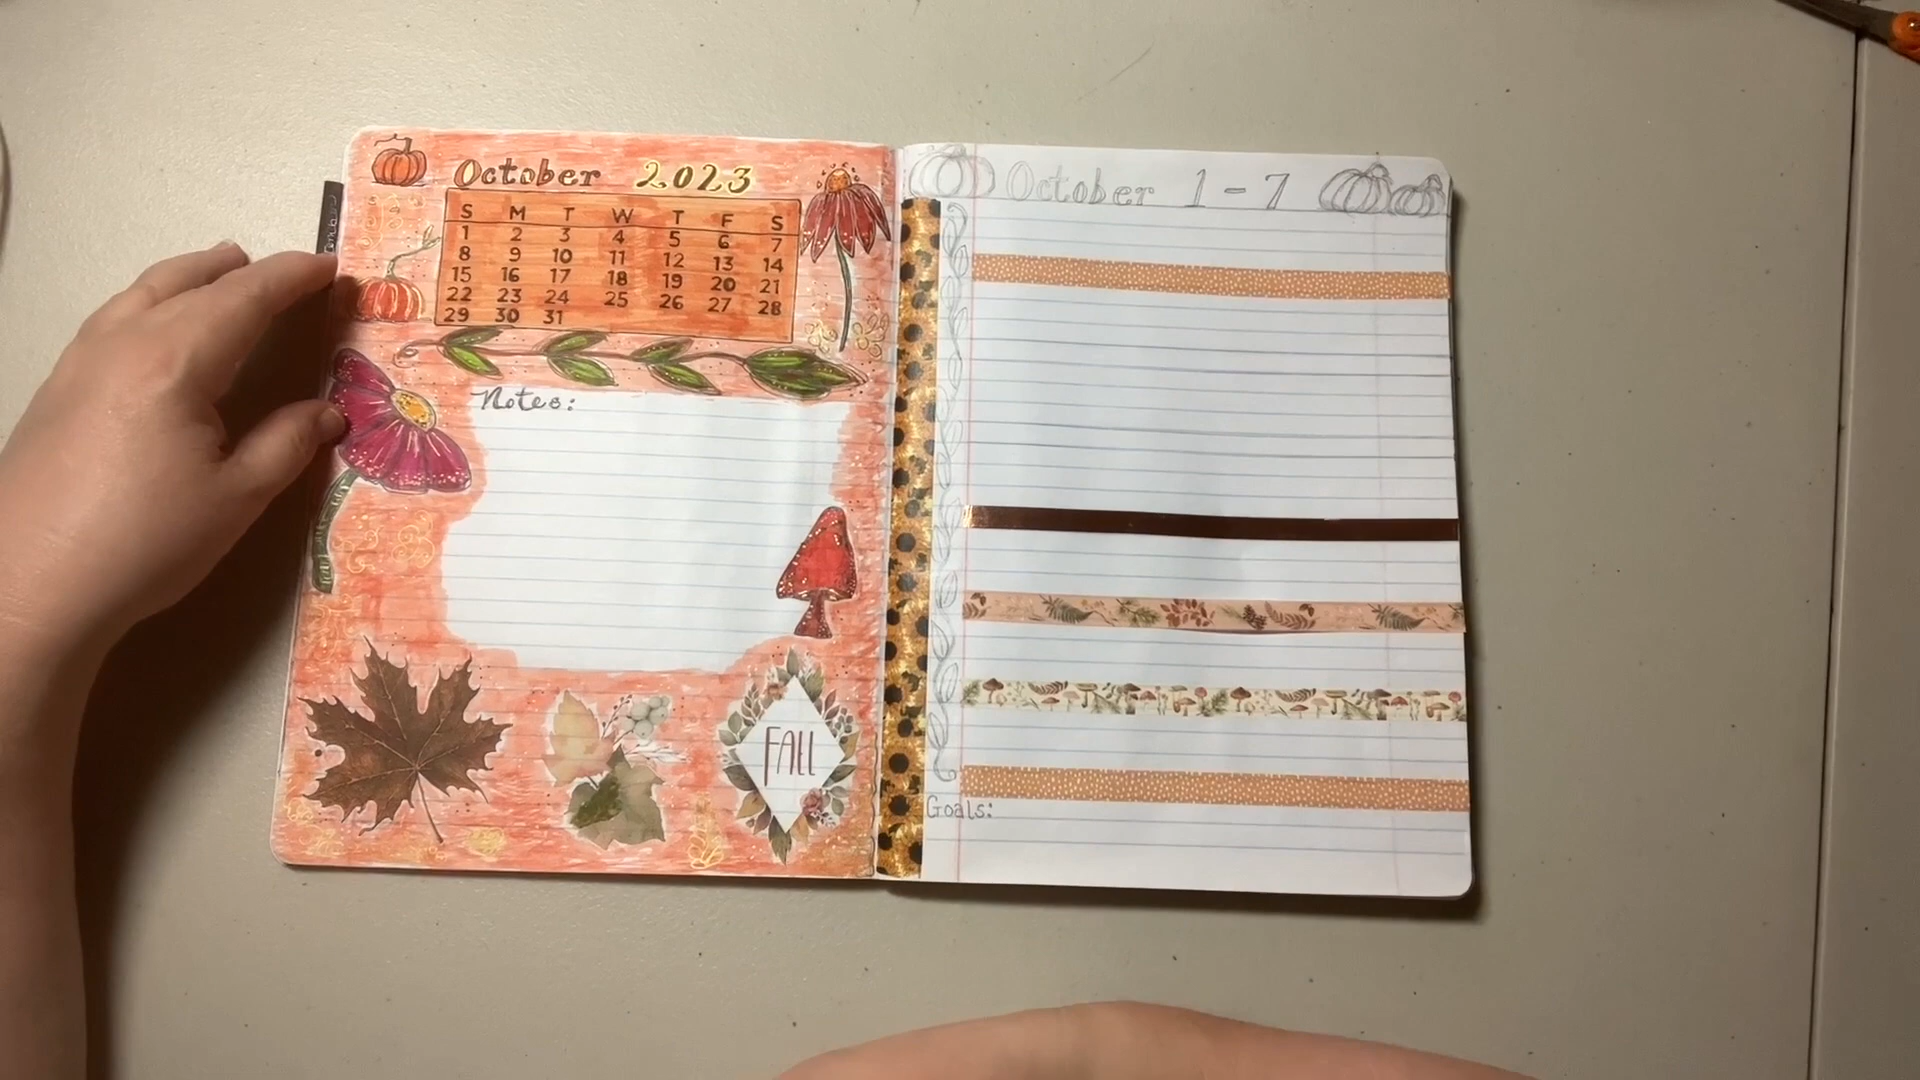 October 2023
S M T W T F S
1 2 3 4 5 6 7
8 9 10 11 12 13 14
15 16 17 18 19 20 21
22 23 24 25 26 27 28
29 30 31
Notes:
FALL
October 1 - 7
Goals: